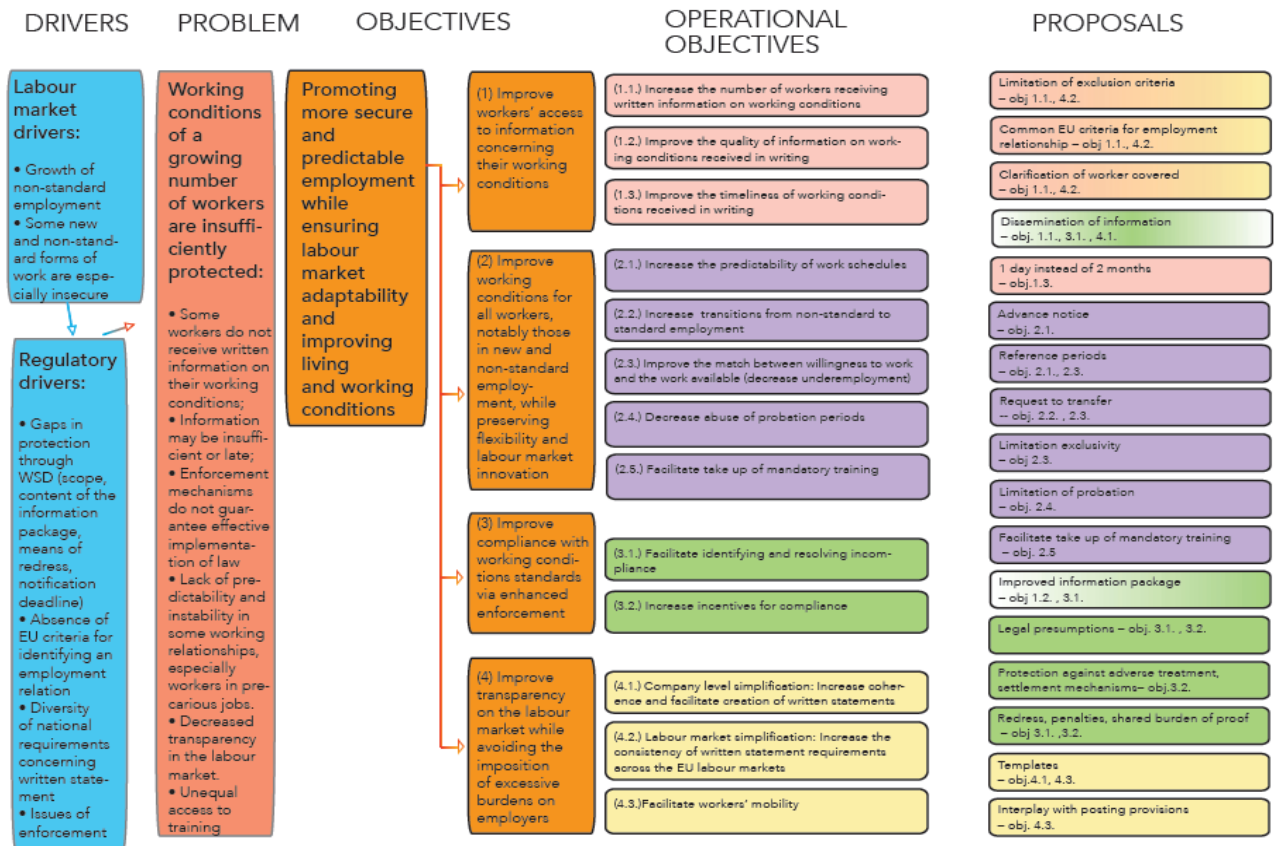 DRIVERS
PROBLEM
OBJECTIVES
OPERATIONAL
OBJECTIVES
PROPOSALS
Labour
market
drivers:
• Growth of
non-standard
employment
• Some new
and non-stand-
ard forms of
work are espe-
cially insecure
Regulatory
drivers:
• Gaps in
protection
through
WSD (scope,
content of the
information
package,
means of
redress,
notification
deadline)
• Absence of
EU criteria for
identifying an
employment
relation
• Diversity
of national
requirements
concerning
written state-
ment
• Issues of
enforcement
Working
conditions
of a
growing
number
of workers
are insuffi-
ciently
protected:
• Some
workers do not
receive written
information on
their working
conditions;
• Information
may be insuffi-
cient or late;
• Enforcement
mechanisms
do not guar-
antee effective
implementa-
tion of law
• Lack of pre-
dictability and
instability in
some working
relationships,
especially
workers in pre-
carious jobs.
• Decreased
transparency
in the labour
market.
• Unequal
access to
training
Promoting
more secure
and
predictable
employment
while
ensuring
labour
market
adaptability
and
improving
living
and working
conditions
(1) Improve
workers' access
to information
concerning
their working
conditions
(2) Improve
working
conditions for
all workers,
notably those
in new and
non-standard
employ-
ment, while
preserving
flexibility and
labour market
innovation
(3) Improve
compliance with
working condi-
tions standards
via enhanced
enforcement
(4) Improve
transparency
on the labour
market while
avoiding the
imposition
of excessive
burdens on
employers
(1.1.) Increase the number of workers receiving
written information on working conditions
(1.2.) Improve the quality of information on work-
ing conditions received in writing
(1.3.) Improve the timeliness of working condi-
tions received in writing
(2.1.) Increase the predictability of work schedules
(2.2.) Increase transitions from non-standard to
standard employment
(2.3.) Improve the match between willingness to work
and the work available (decrease underemployment)
(2.4.) Decrease abuse of probation periods
(2.5.) Facilitate take up of mandatory training
(3.1.) Facilitate identifying and resolving incom-
pliance
(3.2.) Increase incentives for compliance
(4.1.) Company level simplification: Increase coher-
ence and facilitate creation of written statements
(4.2.) Labour market simplification: Increase the
consistency of written statement requirements
across the EU labour markets
(4.3.)Facilitate workers' mobility
Limitation of exclusion criteria
– obj 1.1., 4.2.
Common EU criteria for employment
relationship – obj 1.1., 4.2.
Clarification of worker covered
– obj 1.1., 4.2.
Dissemination of information
– obj. 1.1., 3.1. , 4.1.
1 day instead of 2 months
– obj.1.3.
Advance notice
– obj. 2.1.
Reference periods
– obj. 2.1., 2.3.
Request to transfer
-- obj. 2.2. , 2.3.
Limitation exclusivity
– obj 2.3.
Limitation of probation
– obj. 2.4.
Facilitate take up of mandatory training
– obj. 2.5
Improved information package
– obj 1.2. , 3.1.
Legal presumptions – obj. 3.1. , 3.2.
Protection against adverse treatment,
settlement mechanisms– obj.3.2.
Redress, penalties, shared burden of proof
– obj 3.1. ,3.2.
Templates
– obj.4.1, 4.3.
Interplay with posting provisions
– obj. 4.3.